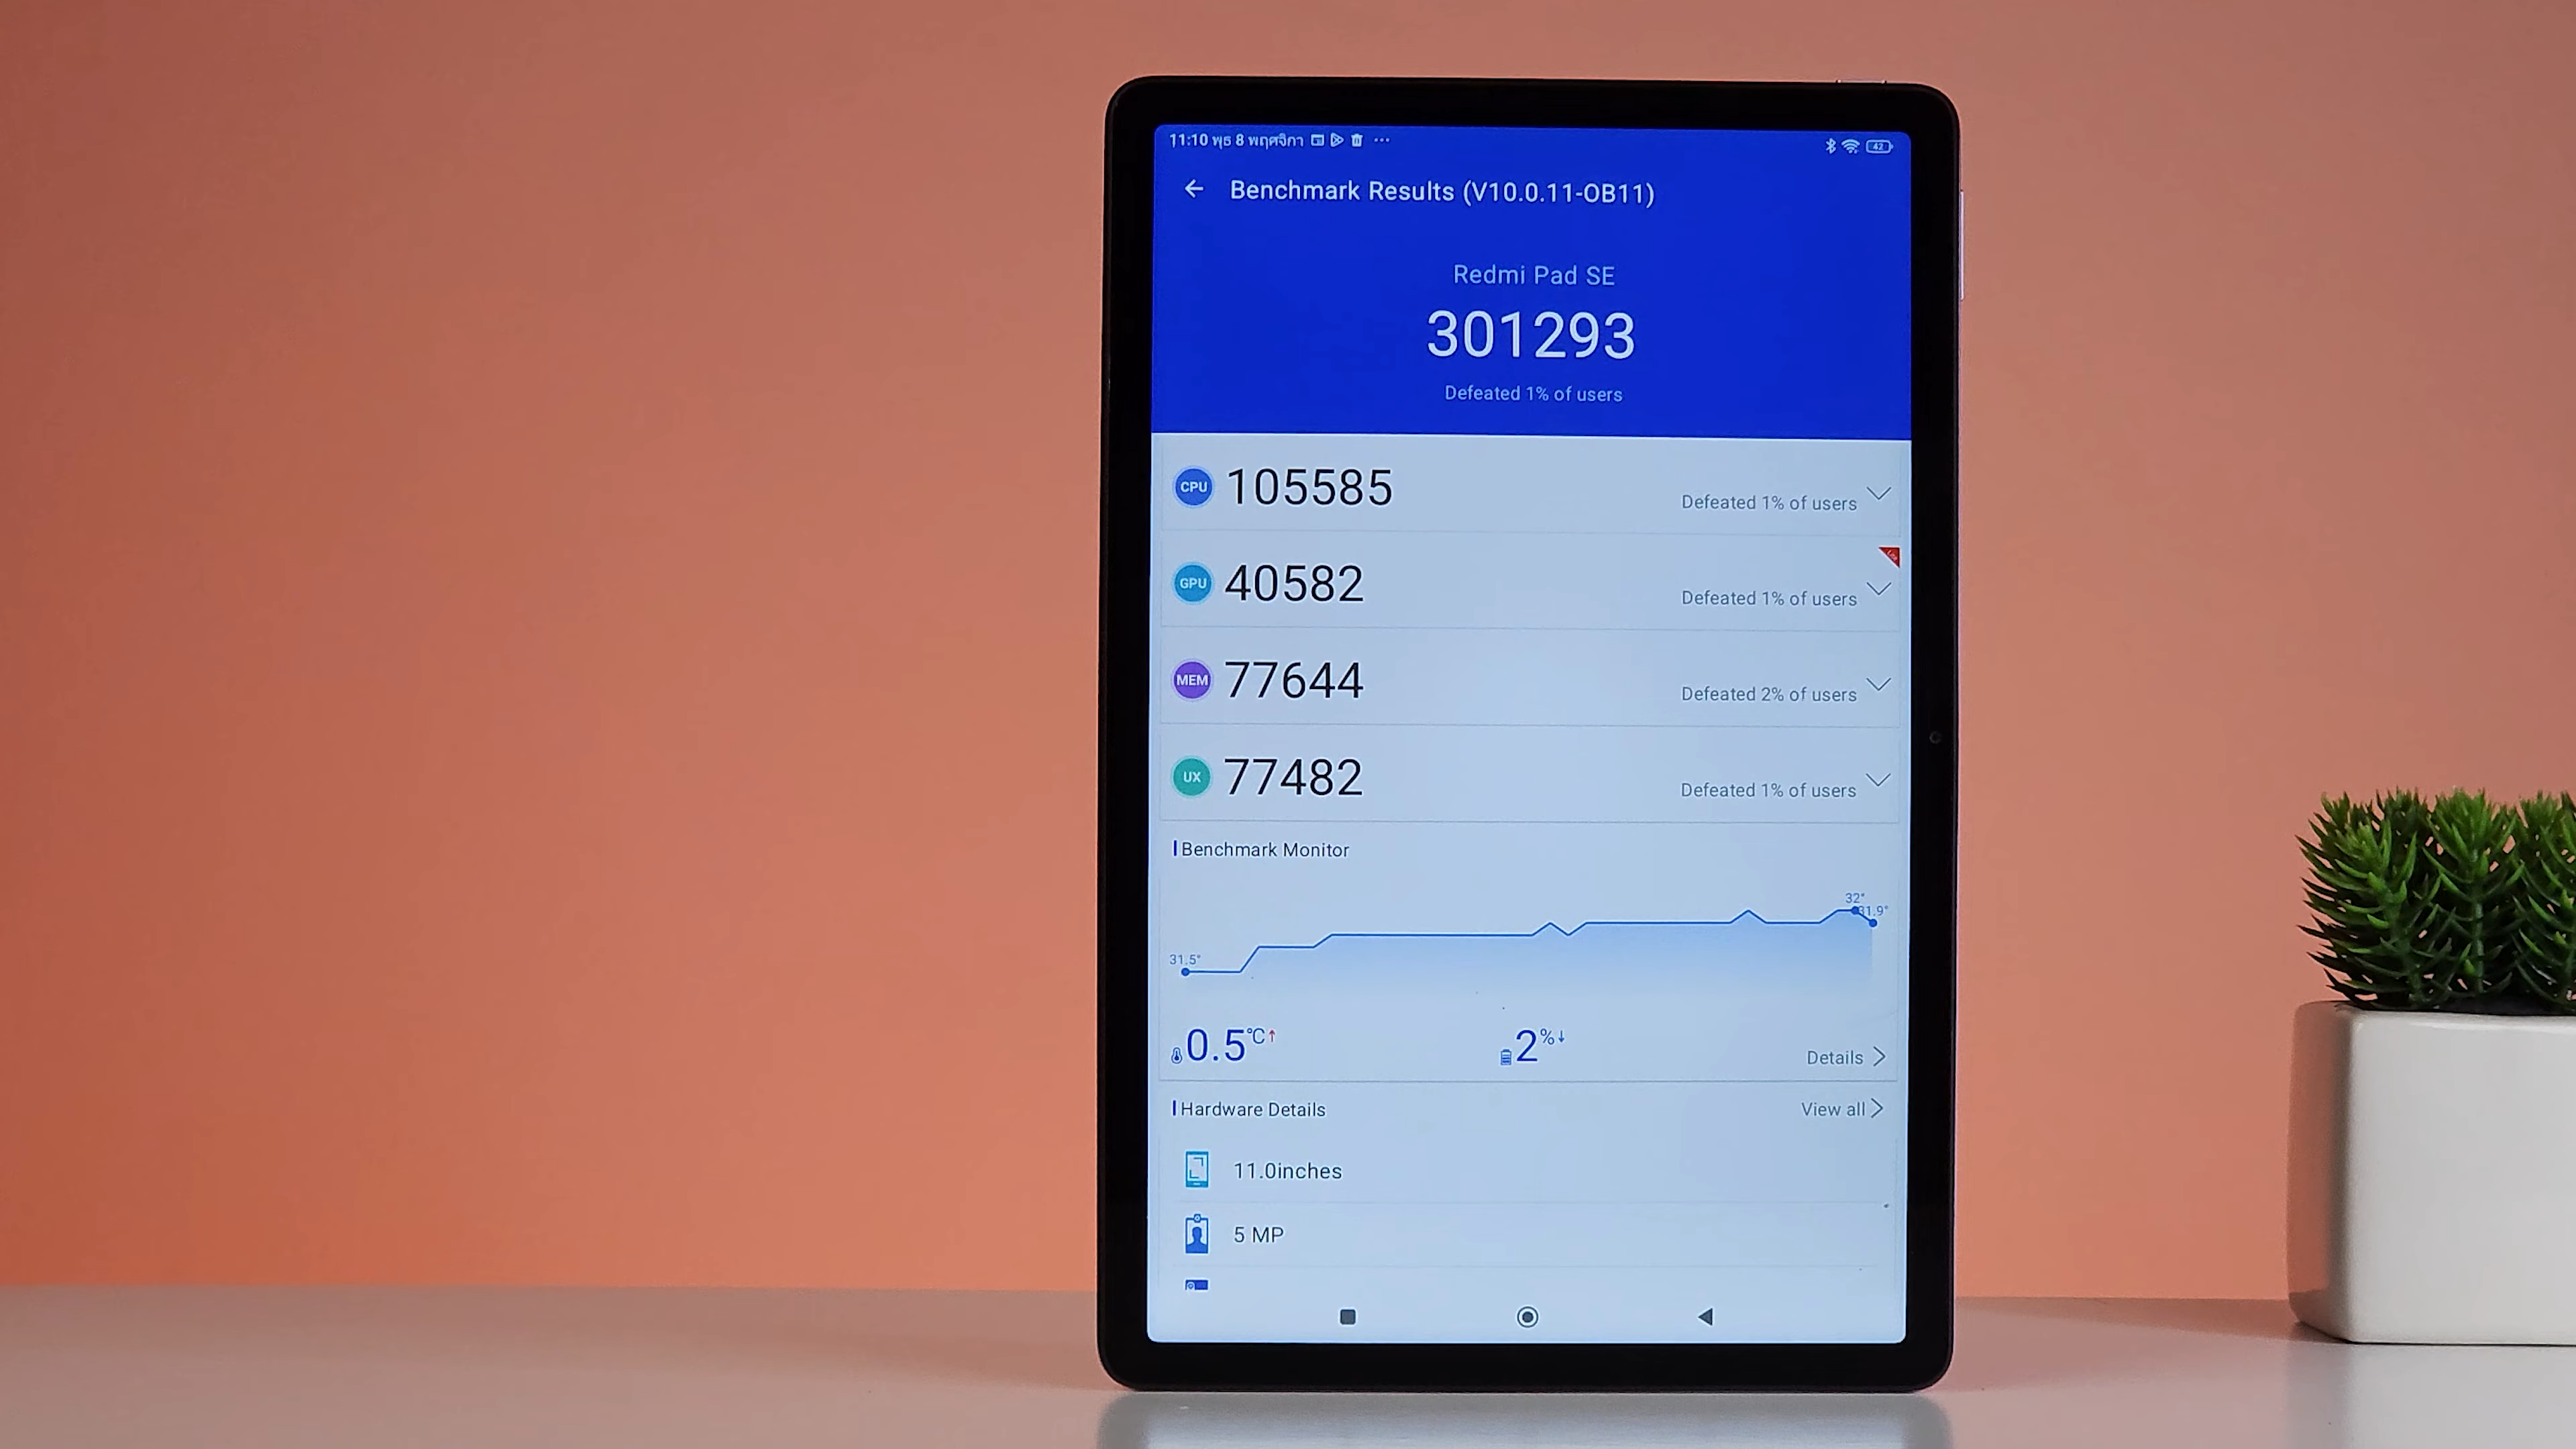 11:10 พุธ 8 พฤศจิกา
42
Benchmark Results (V10.0.11-OB11)
Redmi Pad SE
301293
Defeated 1% of users
CPU 105585 Defeated 1% of users
GPU 40582 Defeated 1% of users
MEM 77644 Defeated 2% of users
UX 77482 Defeated 1% of users
Benchmark Monitor
32°
31.9°
31.5°
0.5°C↑ 2%↓ Details
Hardware Details View all
11.0inches
5 MP